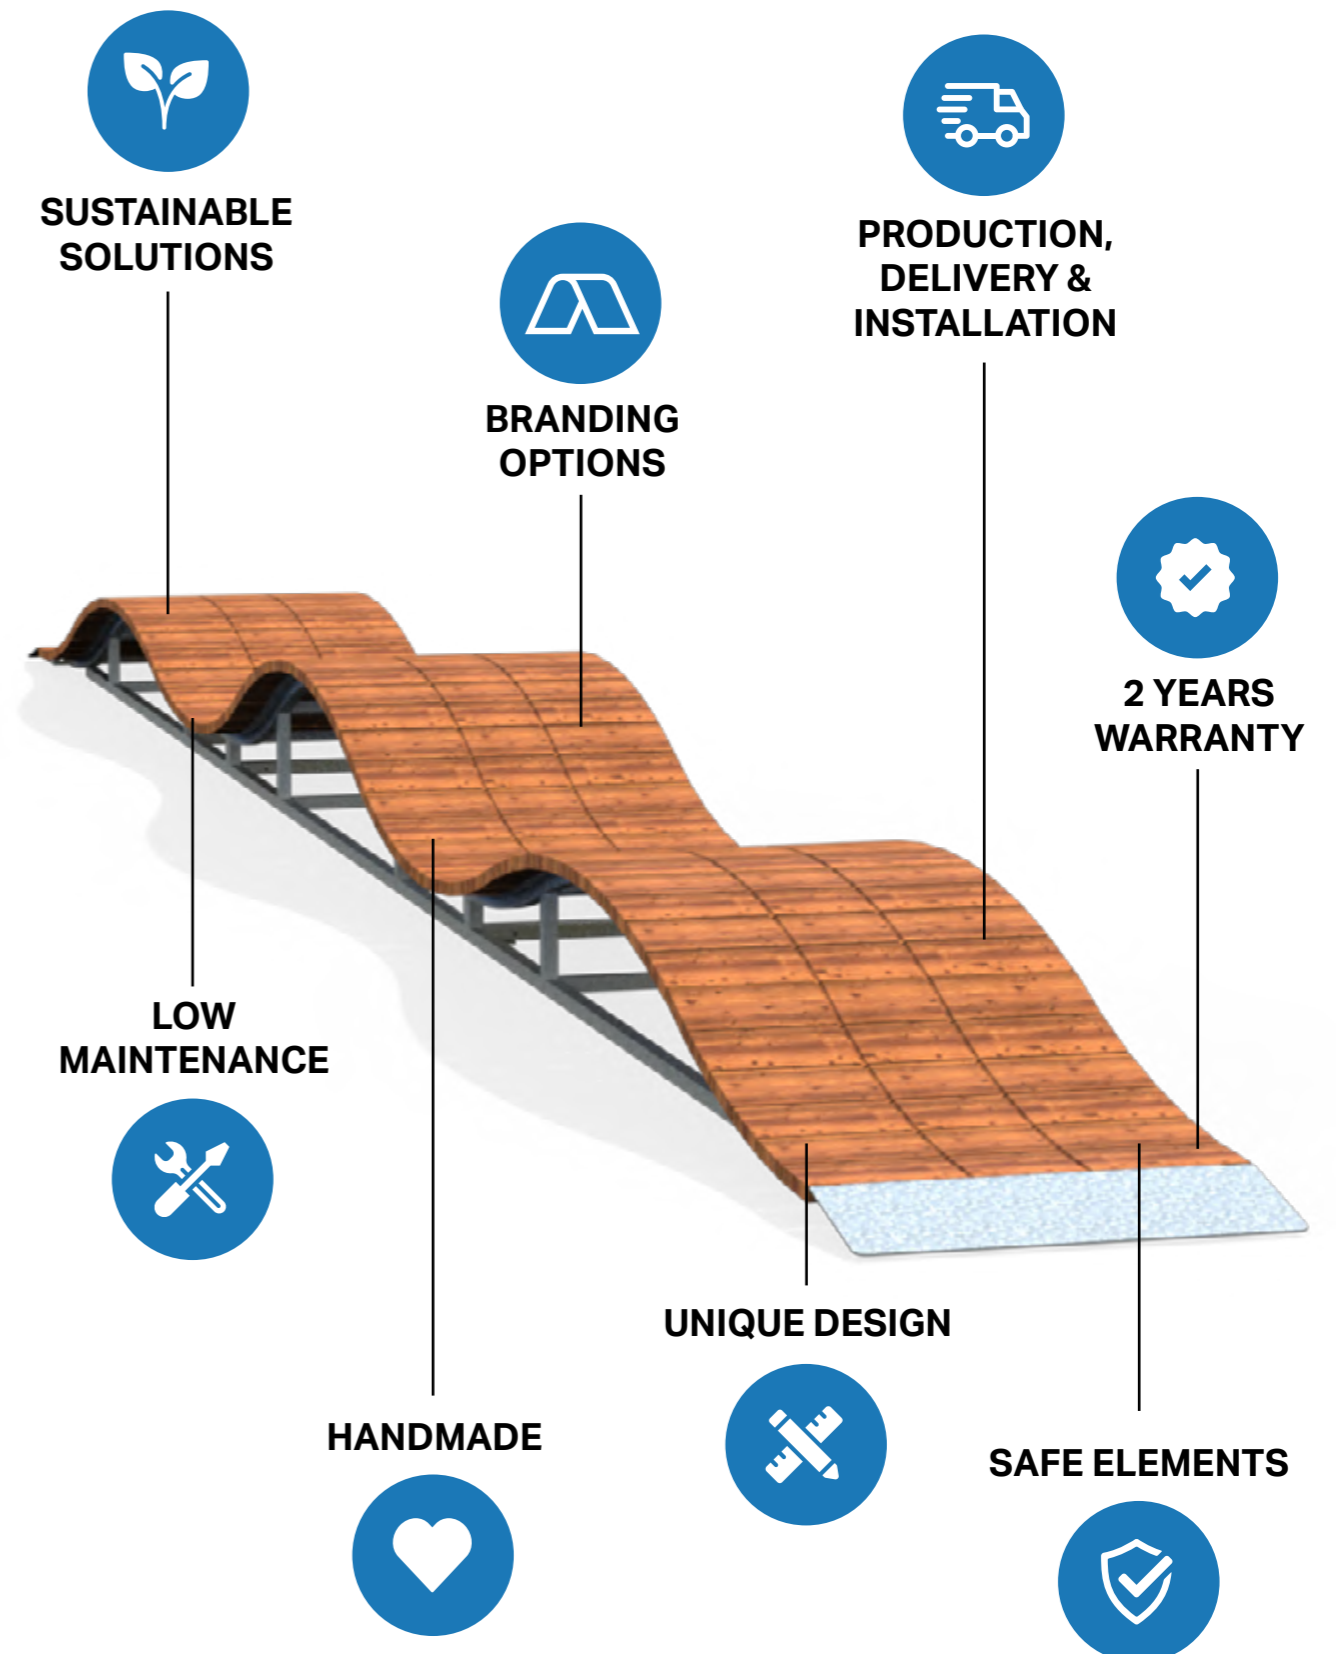 SUSTAINABLE
SOLUTIONS
PRODUCTION,
DELIVERY &
INSTALLATION
BRANDING
OPTIONS
2 YEARS
WARRANTY
LOW
MAINTENANCE
UNIQUE DESIGN
HANDMADE
SAFE ELEMENTS